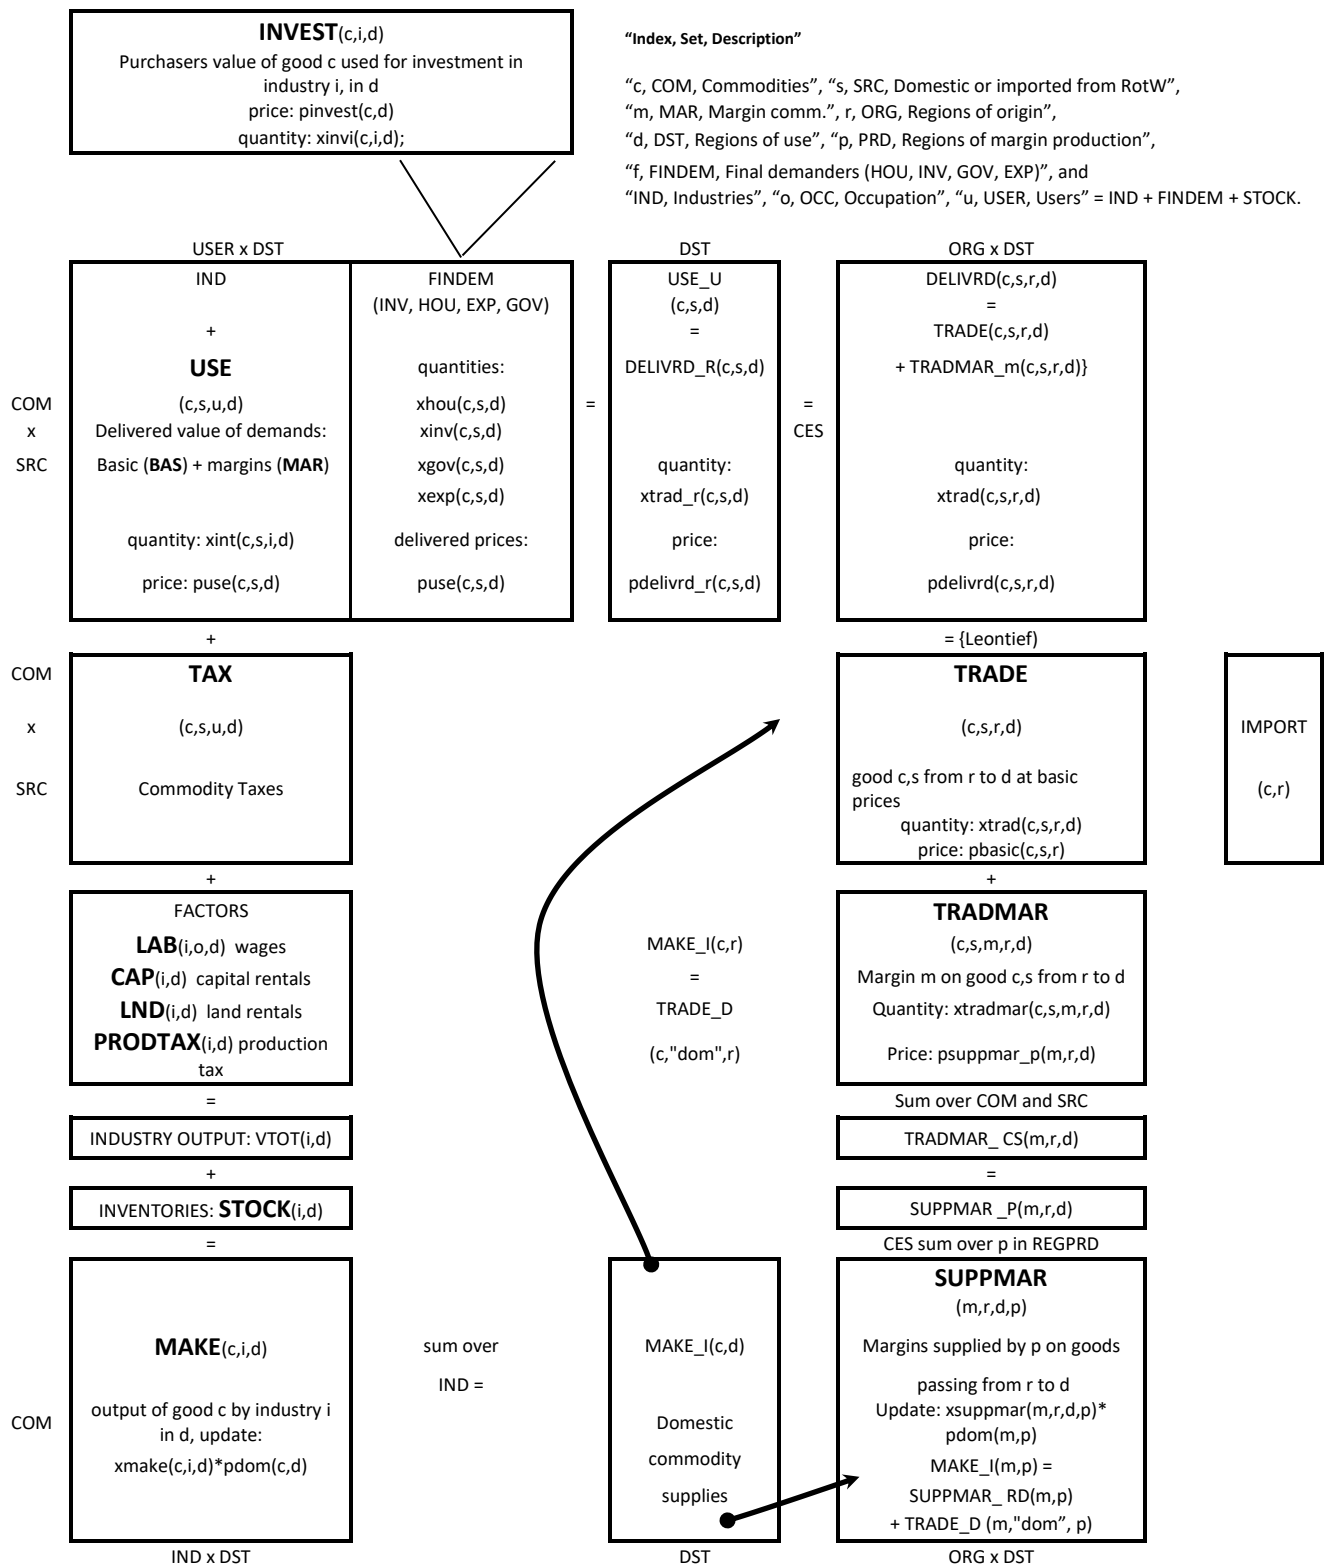 INVEST(c,i,d)
Purchasers value of good c used for investment in
industry i, in d
price: pinvest(c,d)
quantity: xinvi(c,i,d);
“Index, Set, Description”
“c, COM, Commodities”, “s, SRC, Domestic or imported from RotW”,
“m, MAR, Margin comm.”, r, ORG, Regions of origin”,
“d, DST, Regions of use”, “p, PRD, Regions of margin production”,
“f, FINDEM, Final demanders (HOU, INV, GOV, EXP)”, and
“IND, Industries”, “o, OCC, Occupation”, “u, USER, Users” = IND + FINDEM + STOCK.
USER x DST
DST
ORG x DST
COM
x
SRC
IND
+
USE
(c,s,u,d)
Delivered value of demands:
Basic (BAS) + margins (MAR)
quantity: xint(c,s,i,d)
price: puse(c,s,d)
FINDEM
(INV, HOU, EXP, GOV)
quantities:
xhou(c,s,d)
xinv(c,s,d)
xgov(c,s,d)
xexp(c,s,d)
delivered prices:
puse(c,s,d)
=
USE_U
(c,s,d)
=
DELIVRD_R(c,s,d)
quantity:
xtrad_r(c,s,d)
price:
pdelivrd_r(c,s,d)
=
CES
DELIVRD(c,s,r,d)
=
TRADE(c,s,r,d)
+ TRADMAR_m(c,s,r,d)}
quantity:
xtrad(c,s,r,d)
price:
pdelivrd(c,s,r,d)
+
= {Leontief)
COM
x
SRC
TAX
(c,s,u,d)
Commodity Taxes
TRADE
(c,s,r,d)
good c,s from r to d at basic
prices
quantity: xtrad(c,s,r,d)
price: pbasic(c,s,r)
IMPORT
(c,r)
+
+
FACTORS
LAB(i,o,d) wages
CAP(i,d) capital rentals
LND(i,d) land rentals
PRODTAX(i,d) production
tax
MAKE_I(c,r)
=
TRADE_D
(c,"dom",r)
TRADMAR
(c,s,m,r,d)
Margin m on good c,s from r to d
Quantity: xtradmar(c,s,m,r,d)
Price: psuppmar_p(m,r,d)
=
Sum over COM and SRC
INDUSTRY OUTPUT: VTOT(i,d)
TRADMAR_ CS(m,r,d)
+
=
INVENTORIES: STOCK(i,d)
SUPPMAR _P(m,r,d)
=
CES sum over p in REGPRD
COM
MAKE(c,i,d)
output of good c by industry i
in d, update:
xmake(c,i,d)*pdom(c,d)
sum over
IND =
MAKE_I(c,d)
Domestic
commodity
supplies
SUPPMAR
(m,r,d,p)
Margins supplied by p on goods
passing from r to d
Update: xsuppmar(m,r,d,p)*
pdom(m,p)
MAKE_I(m,p) =
SUPPMAR_ RD(m,p)
+ TRADE_D (m,"dom”, p)
IND x DST
DST
ORG x DST